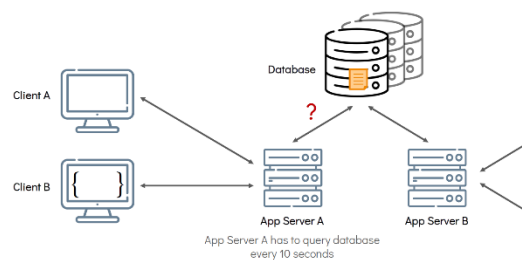 Database
Client A
?
Client B
{ }
App Server A
App Server B
App Server A has to query database
every 10 seconds